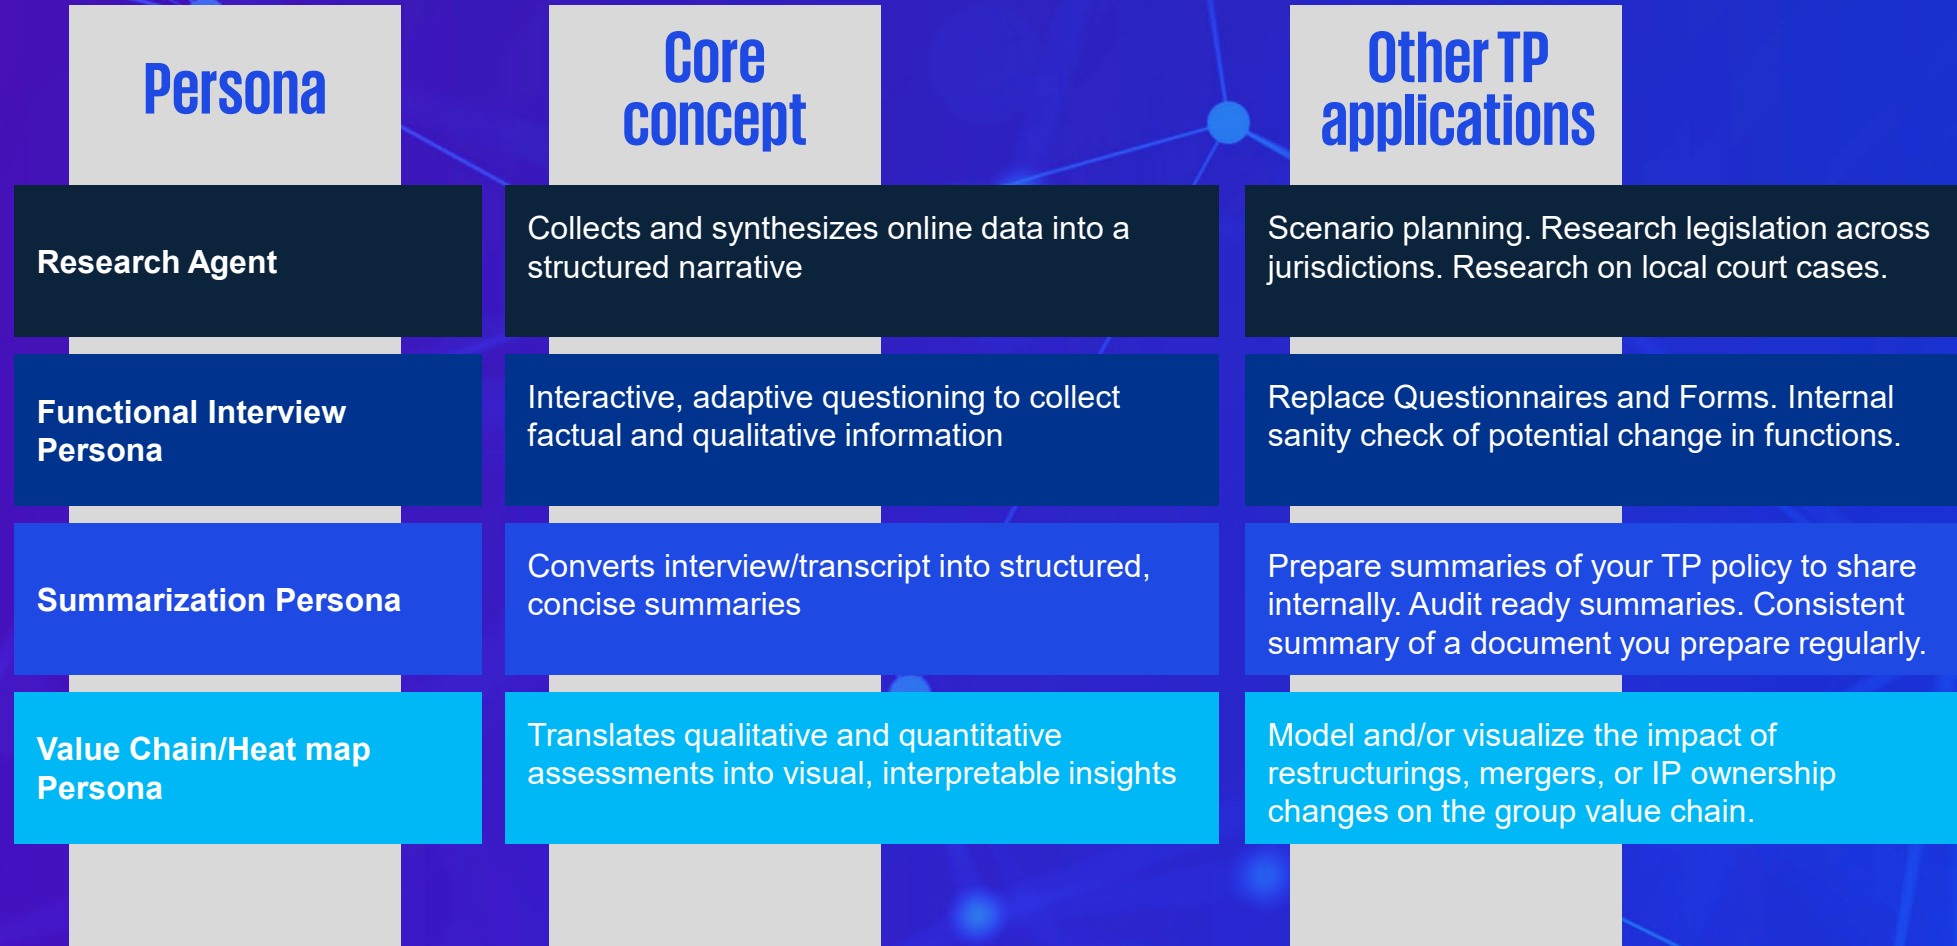 Persona
Core
concept
Other TP
applications
Research Agent
Collects and synthesizes online data into a
structured narrative
Scenario planning. Research legislation across
jurisdictions. Research on local court cases.
Functional Interview
Persona
Interactive, adaptive questioning to collect
factual and qualitative information
Replace Questionnaires and Forms. Internal
sanity check of potential change in functions.
Summarization Persona
Converts interview/transcript into structured,
concise summaries
Prepare summaries of your TP policy to share
internally. Audit ready summaries. Consistent
summary of a document you prepare regularly.
Value Chain/Heat map
Persona
Translates qualitative and quantitative
assessments into visual, interpretable insights
Model and/or visualize the impact of
restructurings, mergers, or IP ownership
changes on the group value chain.